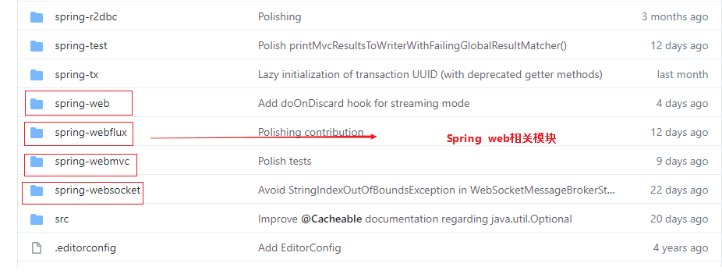 spring-r2dbc Polishing 3 months ago
spring-test Polish printMvcResultsToWriterWithFailingGlobalResultMatcher() 12 days ago
spring-tx Lazy initialization of transaction UUID (with deprecated getter methods) last month
spring-web Add doOnDiscard hook for streaming mode 4 days ago
spring-webflux Polishing contribution Spring web相关模块 12 days ago
spring-webmvc Polish tests 9 days ago
spring-websocket Avoid StringIndexOutOfBoundsException in WebSocketMessageBrokerSt... 22 days ago
src Improve @Cacheable documentation regarding java.util.Optional 20 days ago
.editorconfig Add EditorConfig 4 years ago